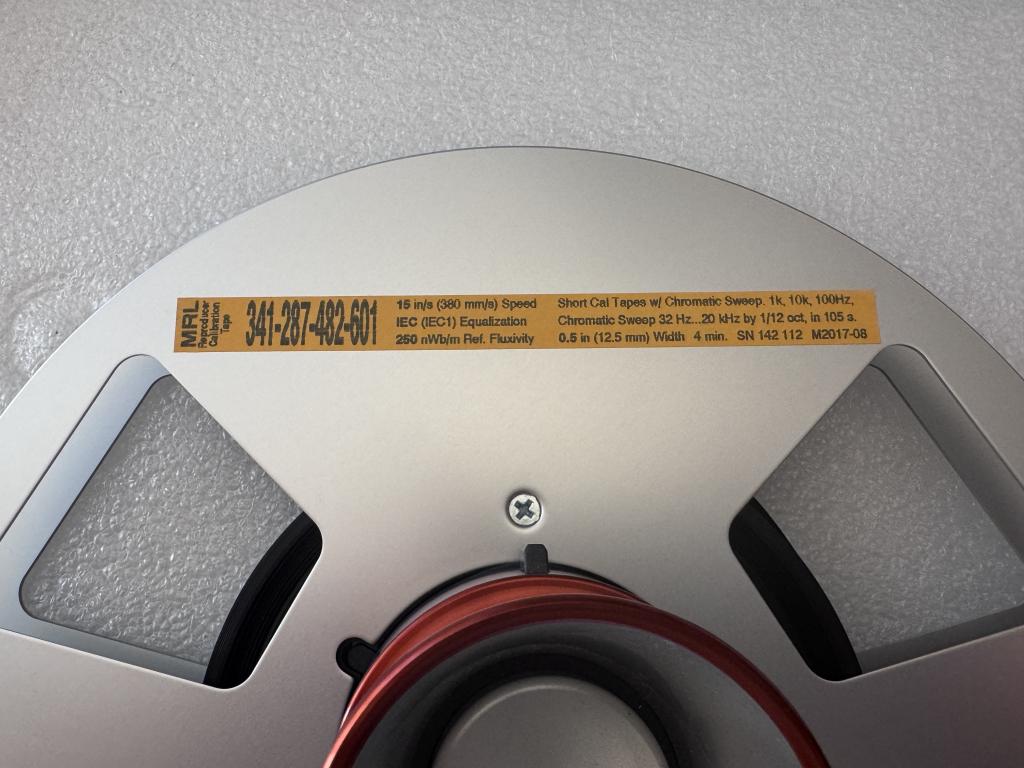 MRL
Reproducer
Calibration
Tape
341-287-482-601
15 in/s (380 mm/s) Speed
IEC (IEC1) Equalization
250 nWb/m Ref. Fluxivity
Short Cal Tapes w/ Chromatic Sweep. 1k, 10k, 100Hz,
Chromatic Sweep 32 Hz...20 kHz by 1/12 oct, in 105 s.
0.5 in (12.5 mm) Width 4 min. SN 142 112 M2017-08